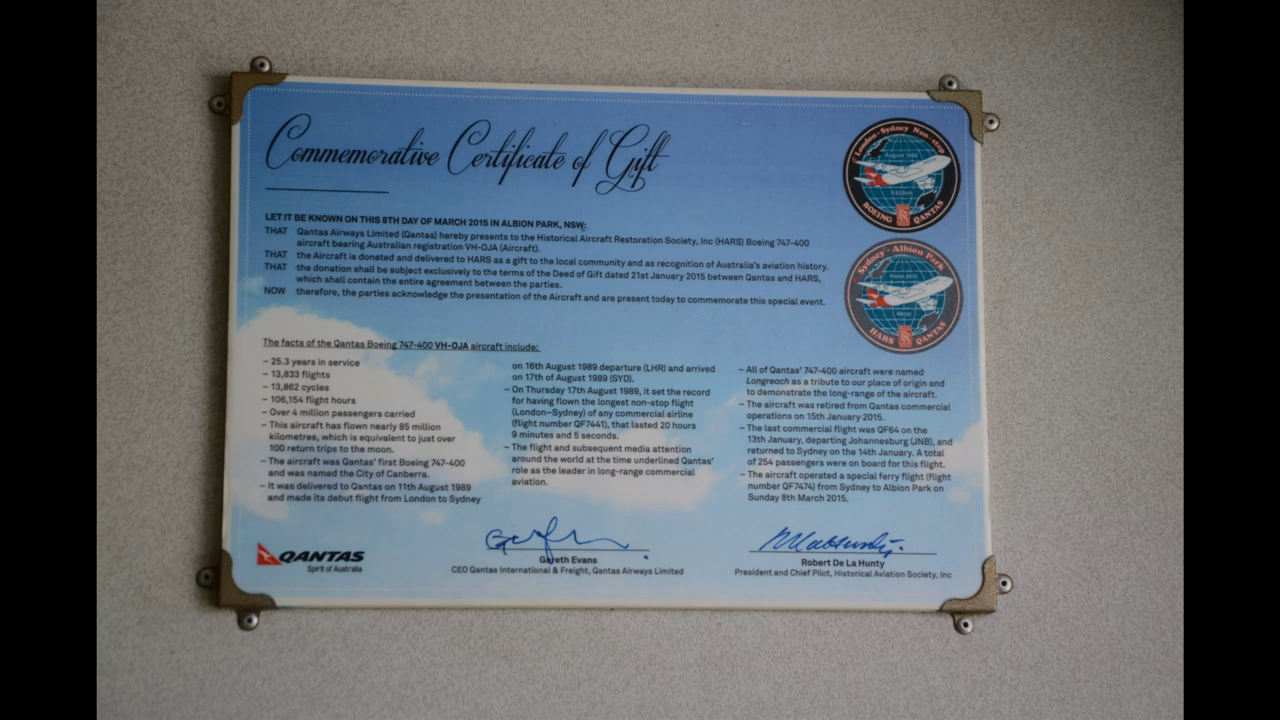 Commemorative Certificate of Gift
London - Sydney Non-stop
August 1989
BOEING
QANTAS
LET IT BE KNOWN ON THIS 8TH DAY OF MARCH 2015 IN ALBION PARK, NSW:
THAT Qantas Airways Limited (Qantas) hereby presents to the Historical Aircraft Restoration Society, Inc (HARS) Boeing 747-400
aircraft bearing Australian registration VH-OJA (Aircraft).
THAT the Aircraft is donated and delivered to HARS as a gift to the local community and as recognition of Australia's aviation history.
THAT the donation shall be subject exclusively to the terms of the Deed of Gift dated 21st January 2015 between Qantas and HARS,
which shall contain the entire agreement between the parties.
NOW therefore, the parties acknowledge the presentation of the Aircraft and are present today to commemorate this special event.
Sydney - Albion Park
March 2015
HARS
QANTAS
The facts of the Qantas Boeing 747-400 VH-OJA aircraft include:
– 25.3 years in service
– 13,833 flights
– 13,862 cycles
– 106,154 flight hours
– Over 4 million passengers carried
– This aircraft has flown nearly 85 million
kilometres, which is equivalent to just over
100 return trips to the moon.
– The aircraft was Qantas' first Boeing 747-400
and was named the City of Canberra.
– It was delivered to Qantas on 11th August 1989
and made its debut flight from London to Sydney
on 16th August 1989 departure (LHR) and arrived
on 17th of August 1989 (SYD).
– On Thursday 17th August 1989, it set the record
for having flown the longest non-stop flight
(London–Sydney) of any commercial airline
(flight number QF7441), that lasted 20 hours
9 minutes and 5 seconds.
– The flight and subsequent media attention
around the world at the time underlined Qantas'
role as the leader in long-range commercial
aviation.
– All of Qantas' 747-400 aircraft were named
Longreach as a tribute to our place of origin and
to demonstrate the long-range of the aircraft.
– The aircraft was retired from Qantas commercial
operations on 15th January 2015.
– The last commercial flight was QF64 on the
13th January, departing Johannesburg (JNB), and
returned to Sydney on the 14th January. A total
of 254 passengers were on board for this flight.
– The aircraft operated a special ferry flight (flight
number QF7474) from Sydney to Albion Park on
Sunday 8th March 2015.
QANTAS
Spirit of Australia
Gareth Evans
CEO Qantas International & Freight, Qantas Airways Limited
Robert De La Hunty
President and Chief Pilot, Historical Aviation Society, Inc